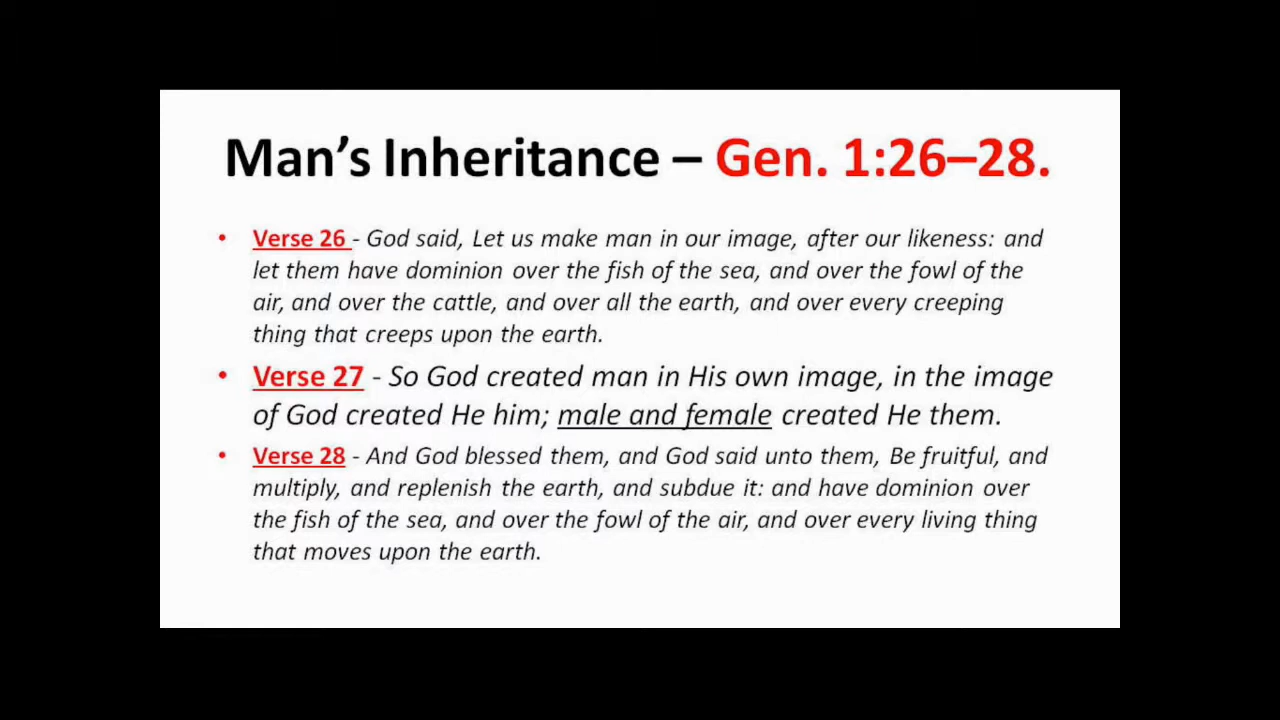 Man's Inheritance – Gen. 1:26–28.
• Verse 26 - God said, Let us make man in our image, after our likeness: and
let them have dominion over the fish of the sea, and over the fowl of the
air, and over the cattle, and over all the earth, and over every creeping
thing that creeps upon the earth.
• Verse 27 - So God created man in His own image, in the image
of God created He him; male and female created He them.
• Verse 28 - And God blessed them, and God said unto them, Be fruitful, and
multiply, and replenish the earth, and subdue it: and have dominion over
the fish of the sea, and over the fowl of the air, and over every living thing
that moves upon the earth.